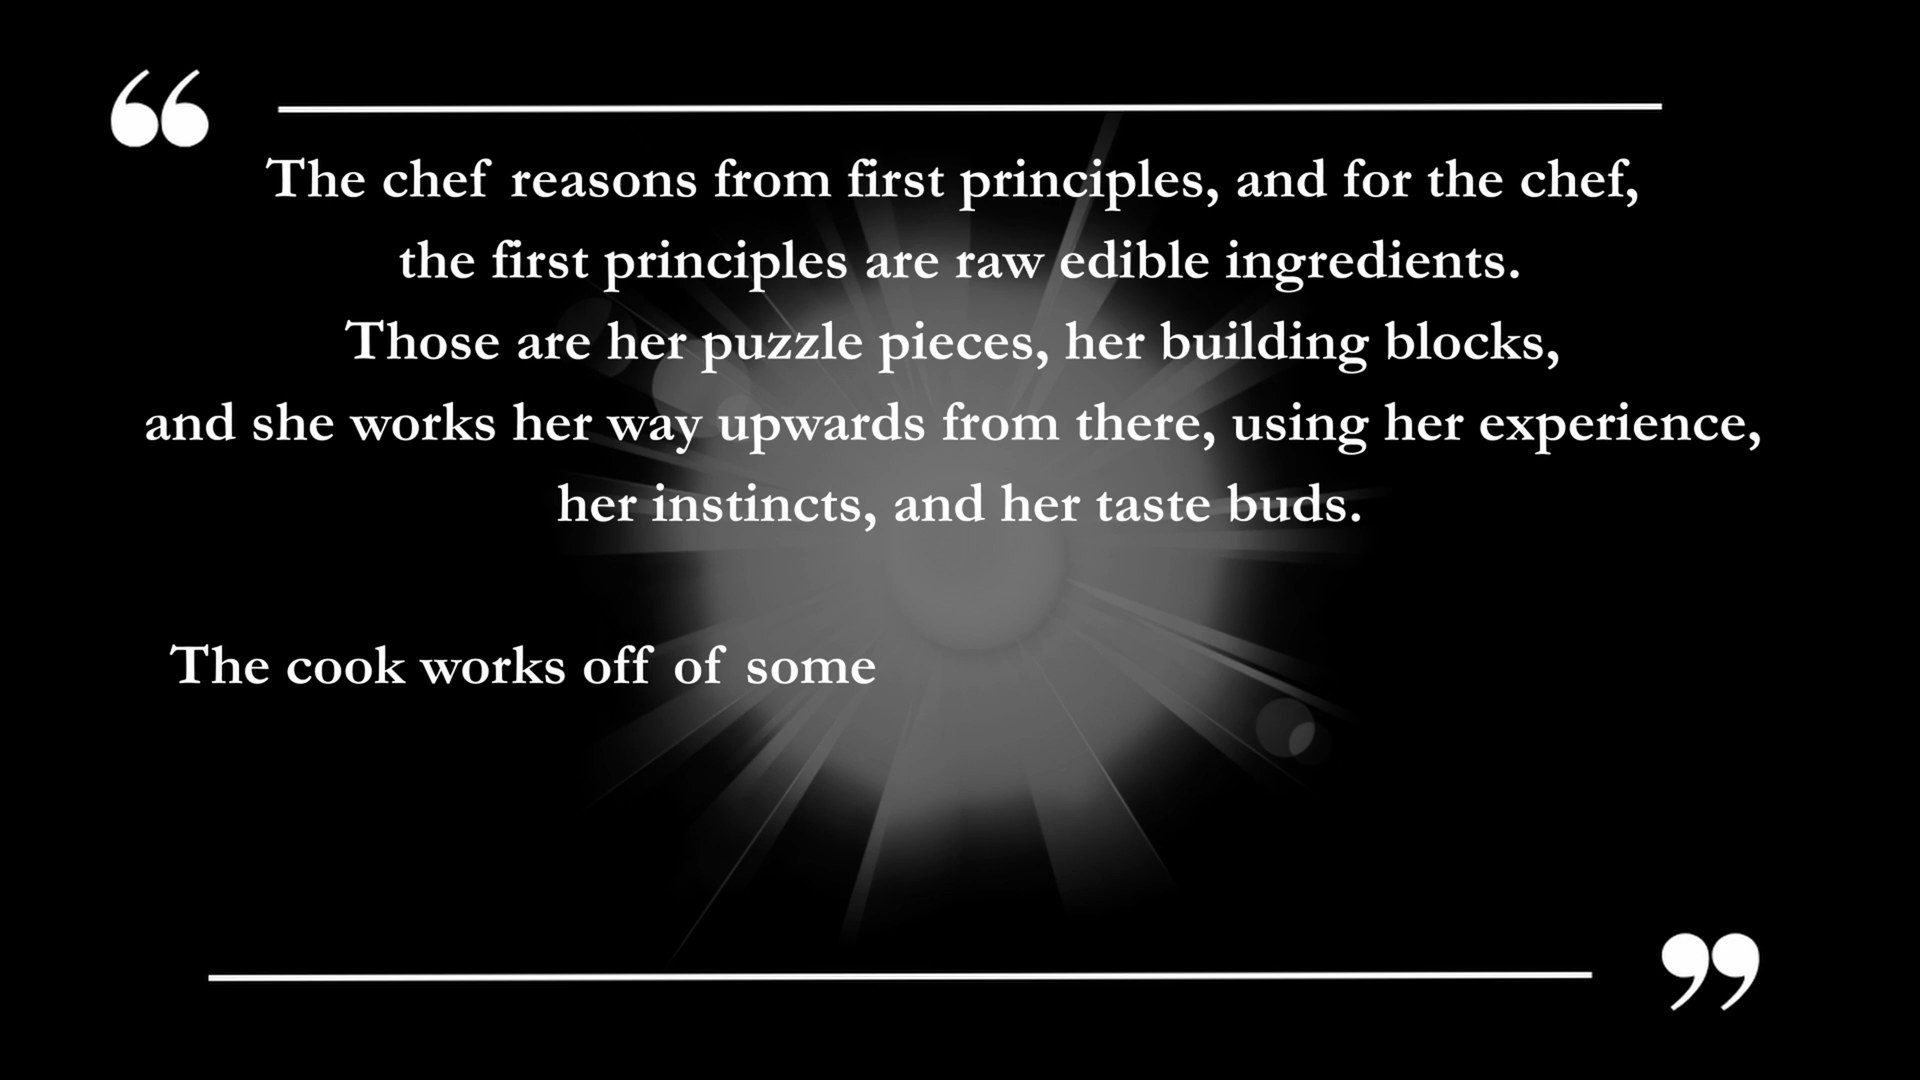 “
The chef reasons from first principles, and for the chef,
the first principles are raw edible ingredients.
Those are her puzzle pieces, her building blocks,
and she works her way upwards from there, using her experience,
her instincts, and her taste buds.
The cook works off of some
”